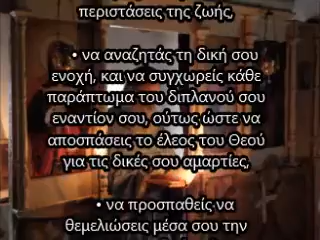 περιστάσεις της ζωής,
• να αναζητάς τη δική σου
ενοχή, και να συγχωρείς κάθε
παράπτωμα του διπλανού σου
εναντίον σου, ούτως ώστε να
αποσπάσεις το έλεος του Θεού
για τις δικές σου αμαρτίες,
• να προσπαθείς να
θεμελιώσεις μέσα σου την